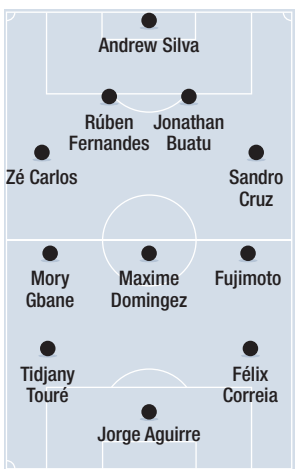 Andrew Silva
Rúben
Fernandes
Jonathan
Buatu
Zé Carlos
Sandro
Cruz
Mory
Gbane
Maxime
Domingez
Fujimoto
Tidjany
Touré
Félix
Correia
Jorge Aguirre